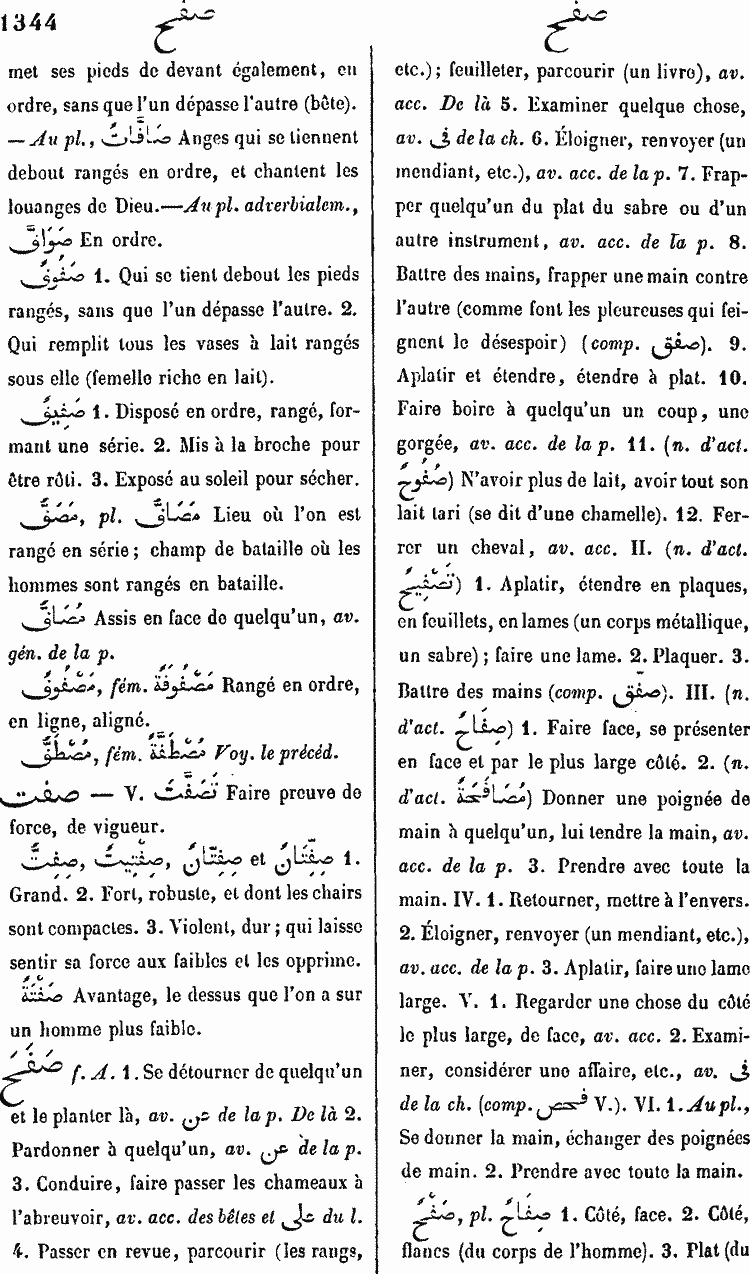 1344 صفح صفح
met ses pieds de devant également, en
ordre, sans que l'un dépasse l'autre (bête).
— Au pl., صَافَّاتٌ Anges qui se tiennent
debout rangés en ordre, et chantent les
louanges de Dieu.—Au pl. adverbialem.,
صَوَافَّ En ordre.
صَفُوفٌ 1. Qui se tient debout les pieds
rangés, sans que l'un dépasse l'autre. 2.
Qui remplit tous les vases à lait rangés
sous elle (femelle riche en lait).
صَفِيفٌ 1. Disposé en ordre, rangé, for-
mant une série. 2. Mis à la broche pour
être rôti. 3. Exposé au soleil pour sécher.
مَصَفٌّ, pl. مَصَافُّ Lieu où l'on est
rangé en série; champ de bataille où les
hommes sont rangés en bataille.
مُصَافٌّ Assis en face de quelqu'un, av.
gén. de la p.
مَصْفُوفٌ, fém. مَصْفُوفَةٌ Rangé en ordre,
en ligne, aligné.
مُصْطَفٌّ, fém. مُصْطَفَّةٌ Voy. le précéd.
صفت — V. تَصَفَّتَ Faire preuve de
force, de vigueur.
صِفْتٌ, صِفْتِيتٌ, صِفْتَانٌ et صِفِتَّانٌ 1.
Grand. 2. Fort, robuste, et dont les chairs
sont compactes. 3. Violent, dur; qui laisse
sentir sa force aux faibles et les opprime.
صَفْتَةٌ Avantage, le dessus que l'on a sur
un homme plus faible.
صَفَحَ f. A. 1. Se détourner de quelqu'un
et le planter là, av. عن de la p. De là 2.
Pardonner à quelqu'un, av. عن de la p.
3. Conduire, faire passer les chameaux à
l'abreuvoir, av. acc. des bêtes et على du l.
4. Passer en revue, parcourir (les rangs,
etc.); feuilleter, parcourir (un livre), av.
acc. De là 5. Examiner quelque chose,
av. فى de la ch. 6. Éloigner, renvoyer (un
mendiant, etc.), av. acc. de la p. 7. Frap-
per quelqu'un du plat du sabre ou d'un
autre instrument, av. acc. de la p. 8.
Battre des mains, frapper une main contre
l'autre (comme font les pleureuses qui fei-
gnent le désespoir) (comp. صفق). 9.
Aplatir et étendre, étendre à plat. 10.
Faire boire à quelqu'un un coup, une
gorgée, av. acc. de la p. 11. (n. d'act.
صُفُوحٌ) N'avoir plus de lait, avoir tout son
lait tari (se dit d'une chamelle). 12. Fer-
rer un cheval, av. acc. II. (n. d'act.
تَصْفِيحٌ) 1. Aplatir, étendre en plaques,
en feuillets, en lames (un corps métallique,
un sabre); faire une lame. 2. Plaquer. 3.
Battre des mains (comp. صفّق). III. (n.
d'act. صِفَاحٌ) 1. Faire face, se présenter
en face et par le plus large côté. 2. (n.
d'act. مُصَافَحَةٌ) Donner une poignée de
main à quelqu'un, lui tendre la main, av.
acc. de la p. 3. Prendre avec toute la
main. IV. 1. Retourner, mettre à l'envers.
2. Éloigner, renvoyer (un mendiant, etc.),
av. acc. de la p. 3. Aplatir, faire une lame
large. V. 1. Regarder une chose du côté
le plus large, de face, av. acc. 2. Exami-
ner, considérer une affaire, etc., av. فى
de la ch. (comp. فحص V.). VI. 1. Au pl.,
Se donner la main, échanger des poignées
de main. 2. Prendre avec toute la main.
صَفْحٌ, pl. صِفَاحٌ 1. Côté, face. 2. Côté,
flancs (du corps de l'homme). 3. Plat (du